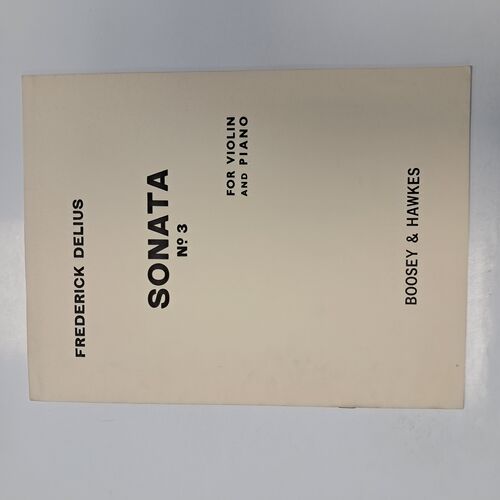 FREDERICK DELIUS
SONATA
Nº 3
FOR VIOLIN
AND PIANO
BOOSEY & HAWKES